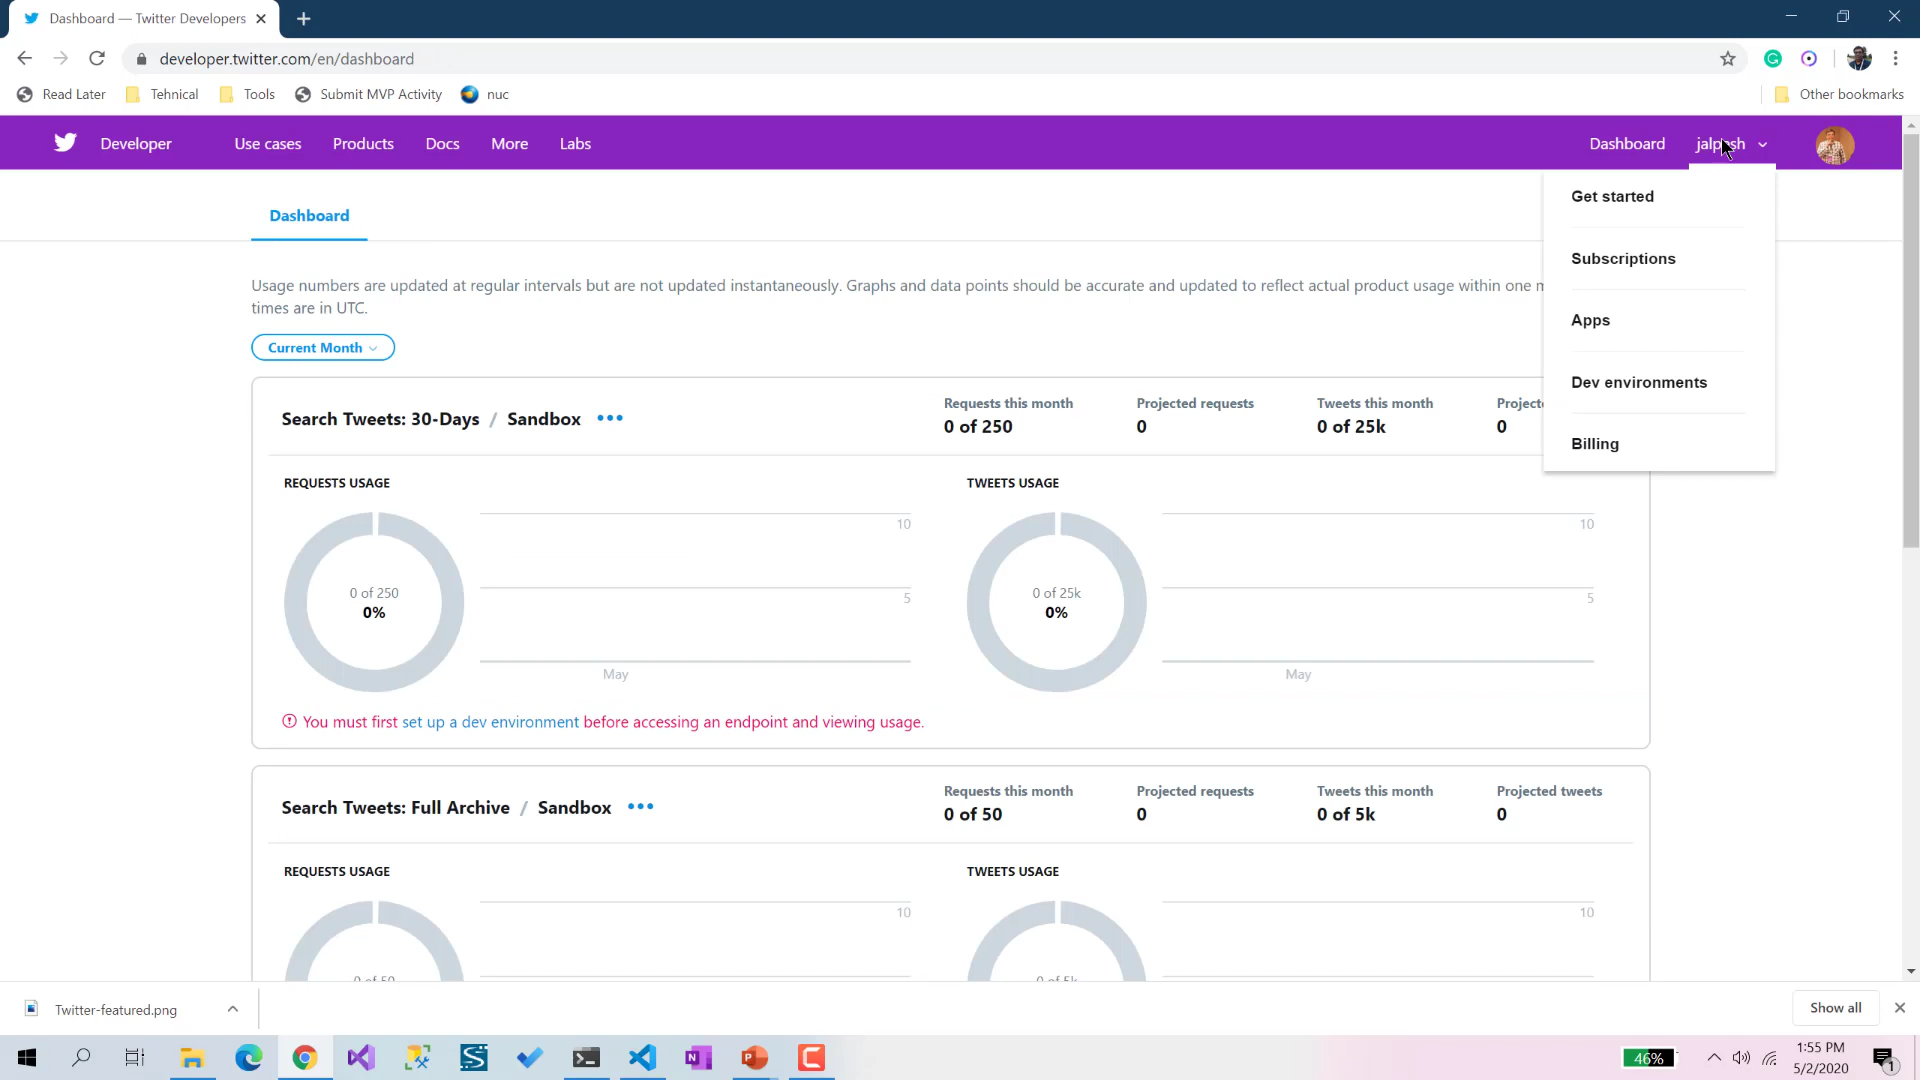 Dashboard — Twitter Developers
developer.twitter.com/en/dashboard
Read Later Tehnical Tools Submit MVP Activity nuc Other bookmarks
Developer Use cases Products Docs More Labs Dashboard jalpesh
Get started
Subscriptions
Apps
Dev environments
Billing
Dashboard
Usage numbers are updated at regular intervals but are not updated instantaneously. Graphs and data points should be accurate and updated to reflect actual product usage within one
times are in UTC.
Current Month
Search Tweets: 30-Days / Sandbox
Requests this month Projected requests Tweets this month
0 of 250 0 0 of 25k 0
REQUESTS USAGE TWEETS USAGE
10 10
0 of 250 5 0 of 25k 5
0% 0%
May May
You must first set up a dev environment before accessing an endpoint and viewing usage.
Search Tweets: Full Archive / Sandbox
Requests this month Projected requests Tweets this month Projected tweets
0 of 50 0 0 of 5k 0
REQUESTS USAGE TWEETS USAGE
10 10
0 of 50 0 of 5k
Twitter-featured.png Show all
46% 1:55 PM
5/2/2020 1